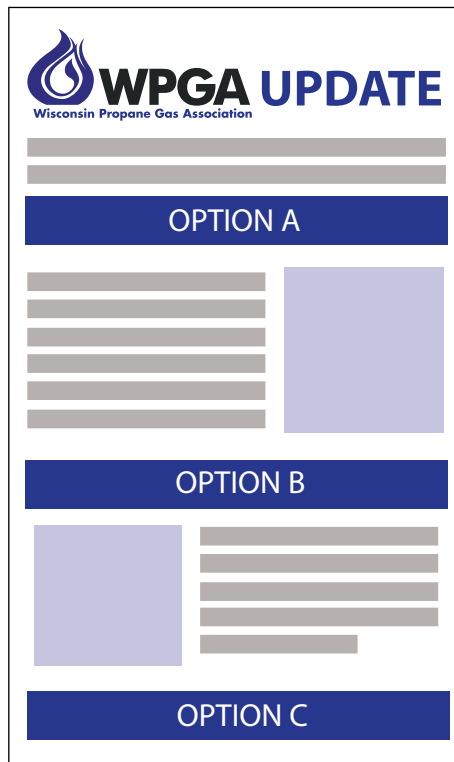 WPGA UPDATE
Wisconsin Propane Gas Association
OPTION A
OPTION B
OPTION C